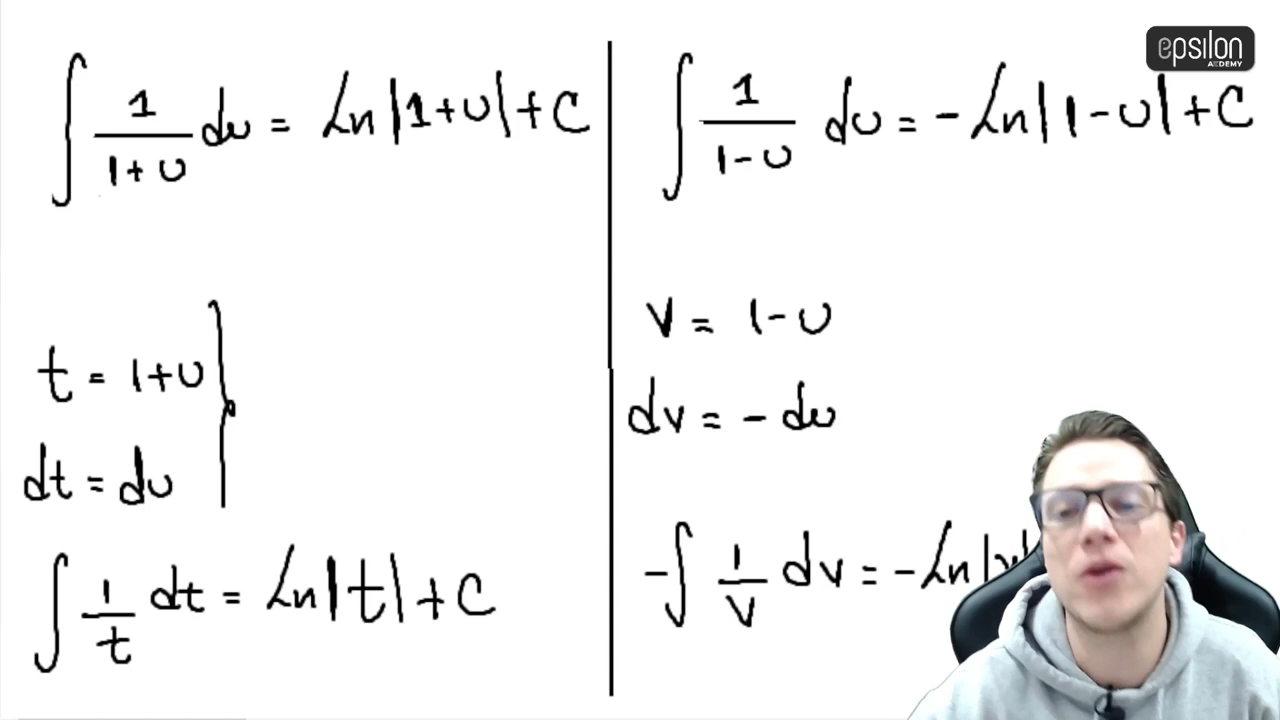 epsilon
AKADEMY
∫ 1/(1+u) du = Ln|1+u|+C
t = 1+u
dt = du
∫ 1/t dt = Ln|t|+C
∫ 1/(1-u) du = -Ln|1-u|+C
v = 1-u
dv = - du
-∫ 1/v dv = -Ln|v|